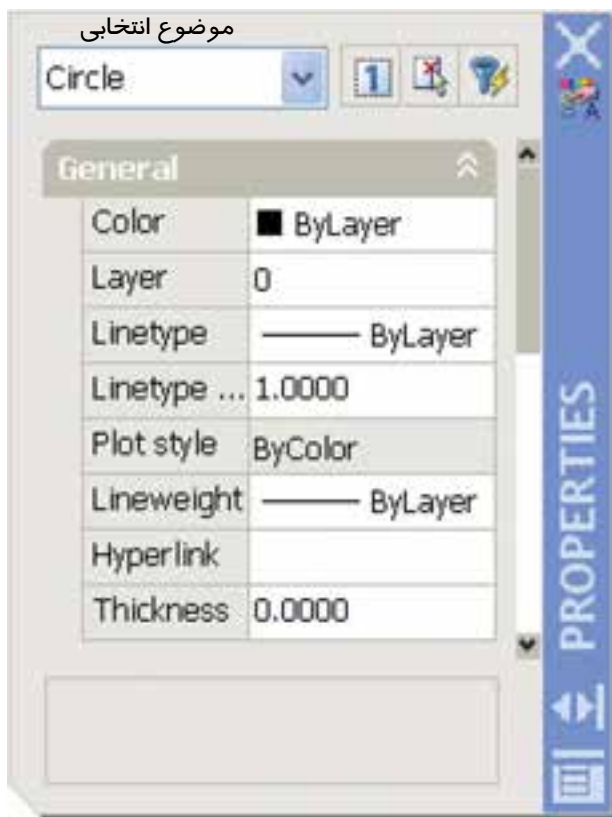 موضوع انتخابی
Circle
1
General
Color ByLayer
Layer 0
Linetype ByLayer
Linetype ... 1.0000
Plot style ByColor
Lineweight ByLayer
Hyperlink
Thickness 0.0000
PROPERTIES